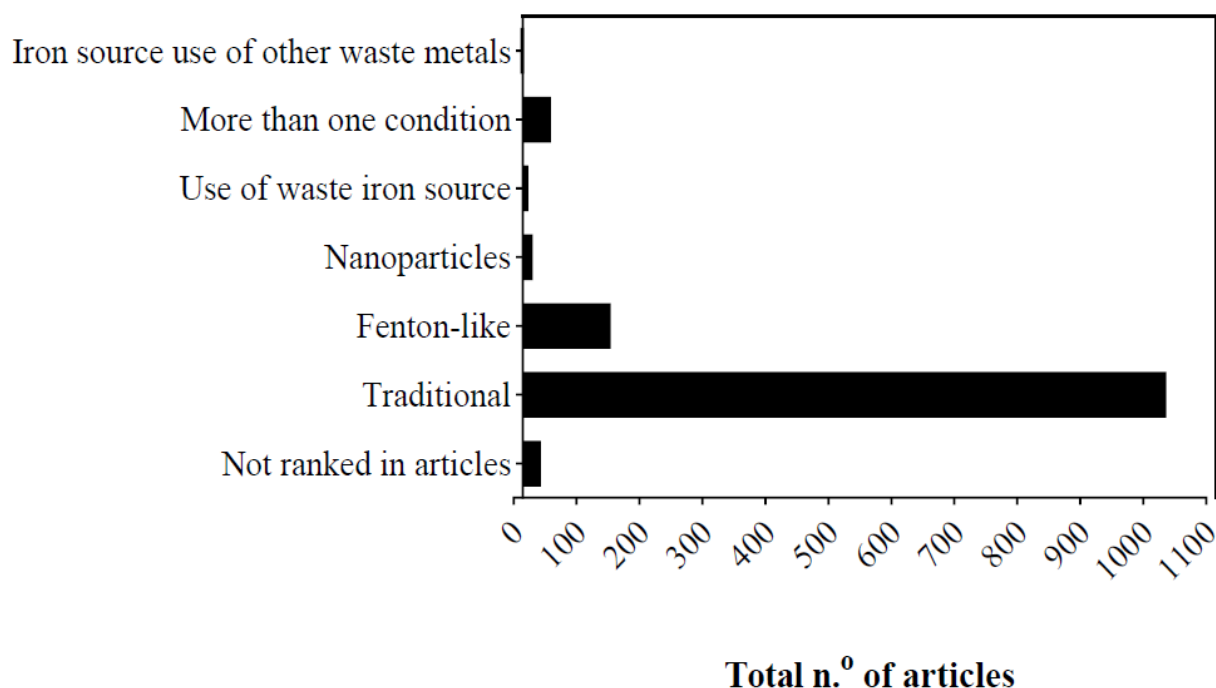 Iron source use of other waste metals
More than one condition
Use of waste iron source
Nanoparticles
Fenton-like
Traditional
Not ranked in articles
0 100 200 300 400 500 600 700 800 900 1000 1100
Total n.º of articles